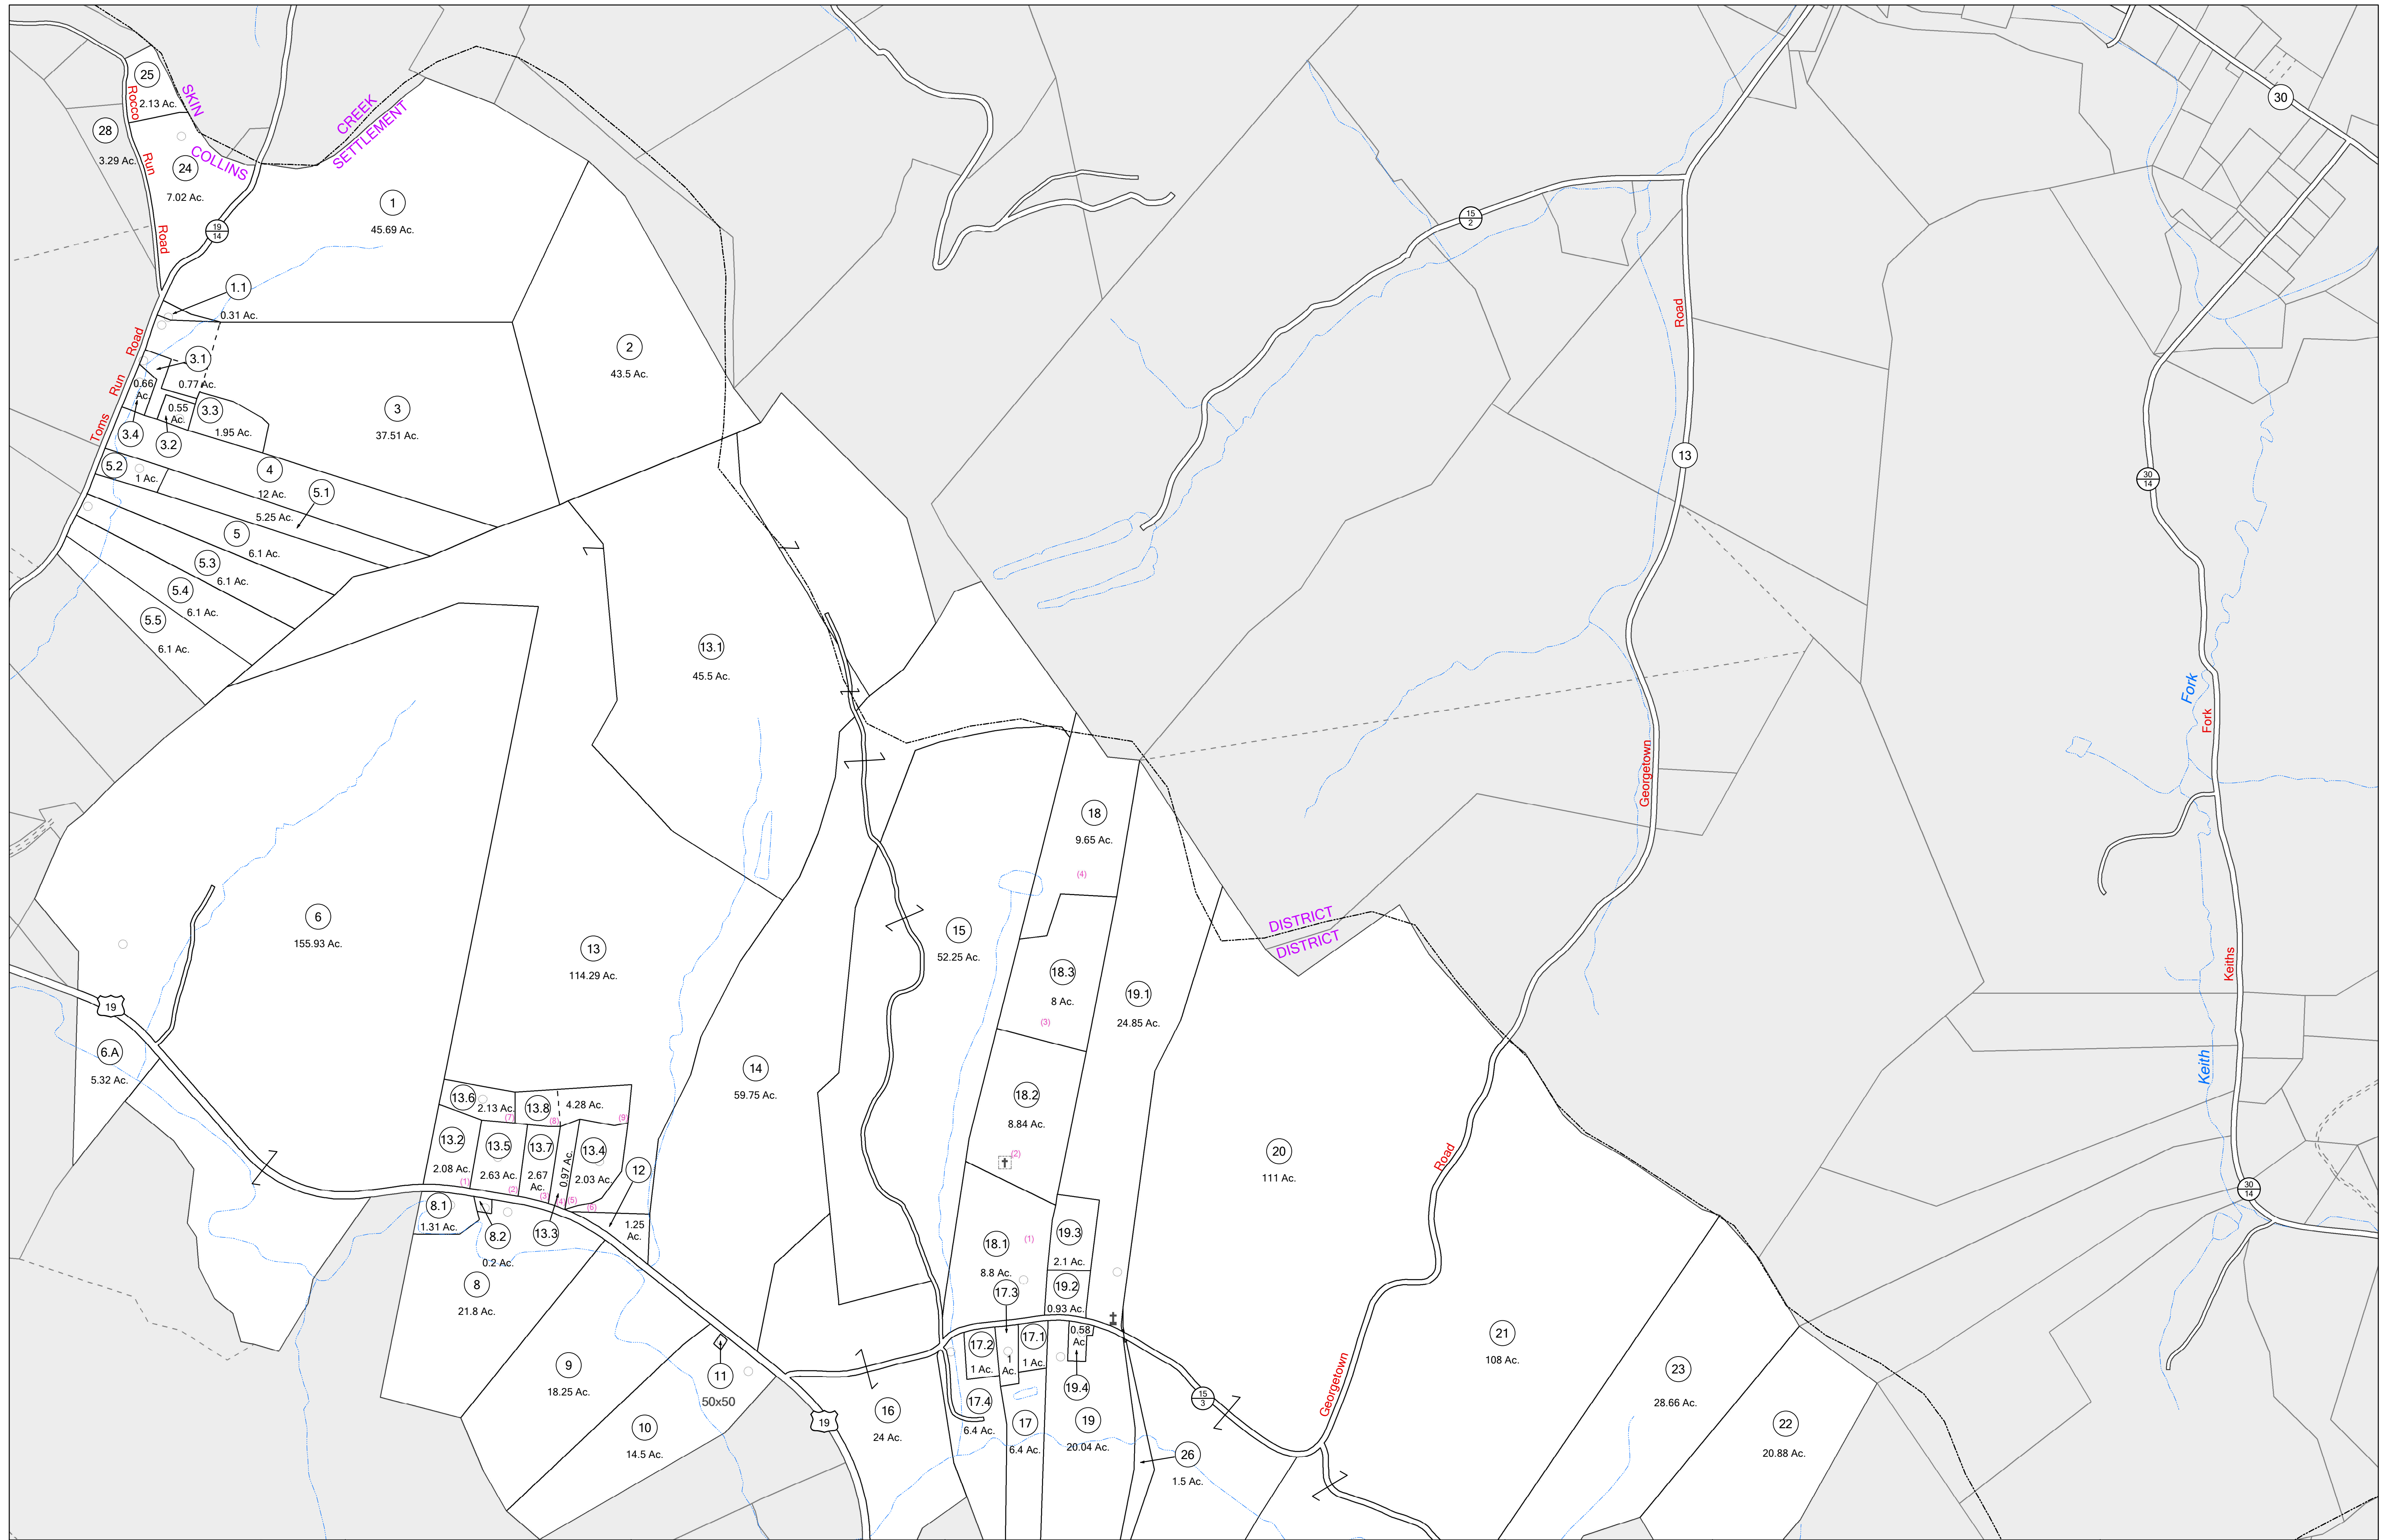 25
2.13 Ac.
Rocco
Run
Road
28
3.29 Ac.
24
7.02 Ac.
SKIN
CREEK
COLLINS
SETTLEMENT
19
14
1
45.69 Ac.
1.1
0.31 Ac.
2
43.5 Ac.
Toms
Run
Road
3.1
0.77 Ac.
0.66
Ac.
0.55
Ac.
3.3
1.95 Ac.
3.4
3.2
3
37.51 Ac.
4
12 Ac.
5.2
1 Ac.
5.1
5.25 Ac.
5
6.1 Ac.
5.3
6.1 Ac.
5.4
6.1 Ac.
5.5
6.1 Ac.
13.1
45.5 Ac.
6
155.93 Ac.
13
114.29 Ac.
19
6.A
5.32 Ac.
14
59.75 Ac.
15
52.25 Ac.
18
9.65 Ac.
(4)
18.3
8 Ac.
(3)
19.1
24.85 Ac.
18.2
8.84 Ac.
(2)
18.1
(1)
8.8 Ac.
19.3
2.1 Ac.
19.2
0.93 Ac.
13.6
2.13 Ac.
(7)
13.8
(8)
4.28 Ac.
(9)
13.2
2.08 Ac.
(1)
13.5
2.63 Ac.
(2)
13.7
2.67
Ac.
(3)
0.97 Ac.
(4)
13.4
2.03 Ac.
(5)
(6)
12
1.25
Ac.
13.3
8.1
1.31 Ac.
8.2
0.2 Ac.
8
21.8 Ac.
9
18.25 Ac.
10
14.5 Ac.
11
50x50
19
16
24 Ac.
17.3
17.2
1 Ac.
1
Ac.
17.1
1 Ac.
0.58
Ac
19.4
17.4
6.4 Ac.
17
6.4 Ac.
19
20.04 Ac.
26
1.5 Ac.
15
3
20
111 Ac.
21
108 Ac.
23
28.66 Ac.
22
20.88 Ac.
DISTRICT
DISTRICT
Georgetown
Road
Georgetown
Road
13
15
2
30
30
14
Fork
Fork
Keiths
Keith
30
14